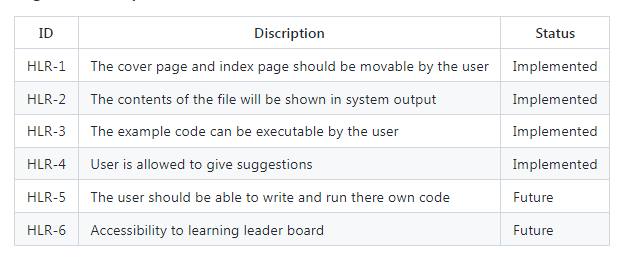 ID Discription Status
HLR-1 The cover page and index page should be movable by the user Implemented
HLR-2 The contents of the file will be shown in system output Implemented
HLR-3 The example code can be executable by the user Implemented
HLR-4 User is allowed to give suggestions Implemented
HLR-5 The user should be able to write and run there own code Future
HLR-6 Accessibility to learning leader board Future